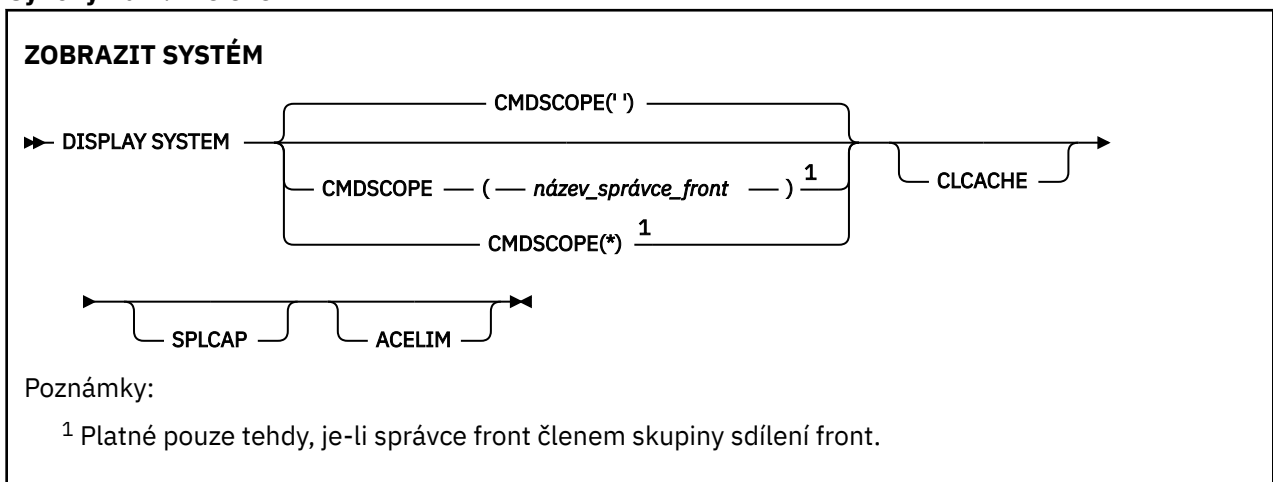 ZOBRAZIT SYSTÉM
CMDSCOPE(' ')
DISPLAY SYSTEM
CMDSCOPE ( název_správce_front ) 1
CLCACHE
CMDSCOPE(*) 1
SPLCAP
ACELIM
Poznámky:
1 Platné pouze tehdy, je-li správce front členem skupiny sdílení front.